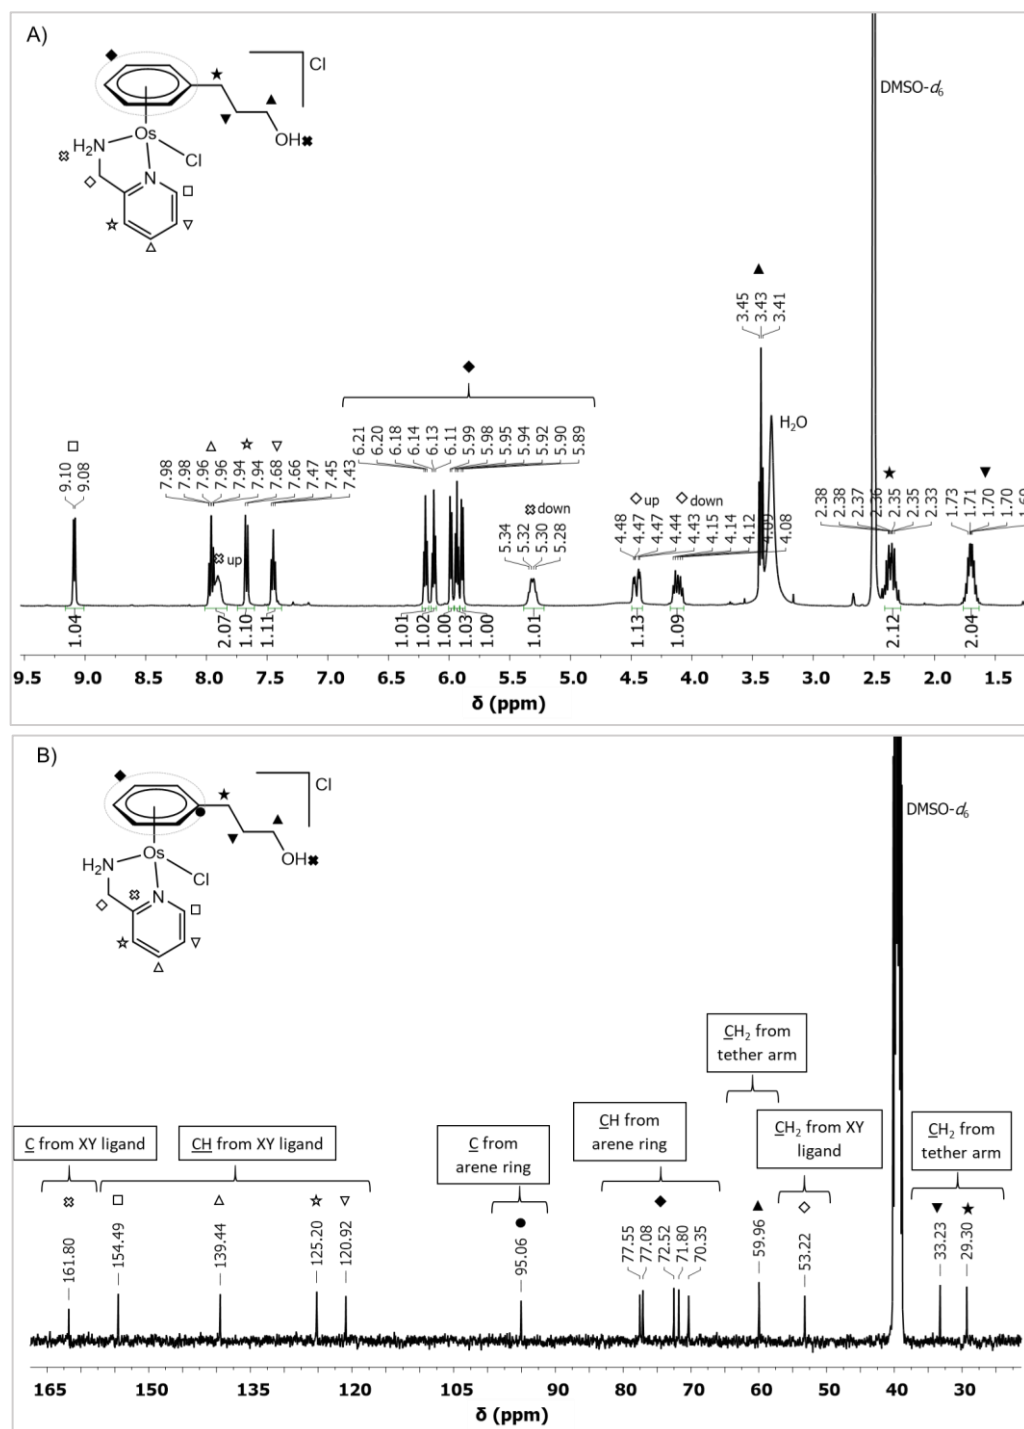 A)
Cl
OH
Os
H₂N
Cl
N
DMSO-d₆
3.45
3.43
3.41
H₂O
9.10
9.08
7.98
7.98
7.96
7.96
7.94
7.94
7.68
7.66
7.47
7.45
7.43
up
6.21
6.20
6.18
6.14
6.13
6.11
5.99
5.98
5.95
5.94
5.92
5.90
5.89
down
5.34
5.32
5.30
5.28
up
down
4.48
4.47
4.47
4.44
4.43
4.15
4.14
4.12
4.09
4.08
2.38
2.38
2.37
2.36
2.35
2.35
2.33
1.73
1.71
1.70
1.70
1.04
2.07
1.10
1.11
1.01
1.02
1.00
1.03
1.00
1.01
1.13
1.09
2.12
2.04
9.5 9.0 8.5 8.0 7.5 7.0 6.5 6.0 5.5 5.0 4.5 4.0 3.5 3.0 2.5 2.0 1.5
δ (ppm)
B)
Cl
OH
Os
H₂N
Cl
N
DMSO-d₆
C from XY ligand
CH from XY ligand
C from
arene ring
CH from
arene ring
CH₂ from
tether arm
CH₂ from XY
ligand
CH₂ from
tether arm
161.80
154.49
139.44
125.20
120.92
95.06
77.55
77.08
72.52
71.80
70.35
59.96
53.22
33.23
29.30
165 150 135 120 105 90 80 70 60 50 40 30
δ (ppm)